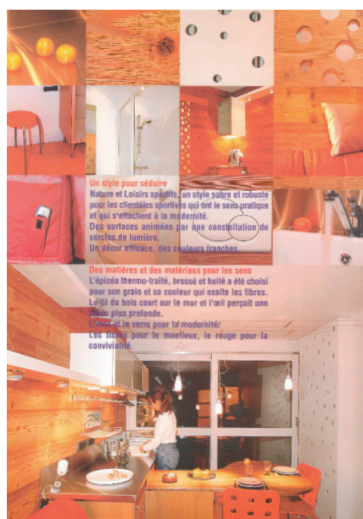 Un style pour séduire
Nature et Loisirs sportifs, un style sobre et robuste
pour les clientèles sportives qui ont le sens pratique
et qui s'attachent à la modernité.
Des surfaces animées par une constellation de
cercles de lumière.
Un décor efficace, des couleurs franches.
Des matières et des matériaux pour les sens
L'épicéa thermo-traité, brossé et huilé a été choisi
pour son grain et sa couleur qui exalte les fibres.
Le fil du bois court sur le mur et l'œil perçoit une
plus profonde.
et le verre pour la modernité
Les tissus pour le moelleux, le rouge pour la
convivialité.